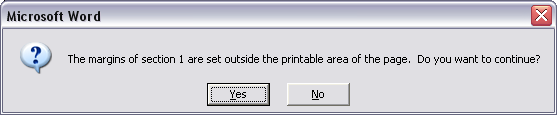 Microsoft Word
The margins of section 1 are set outside the printable area of the page.  Do you want to continue?
Yes
No